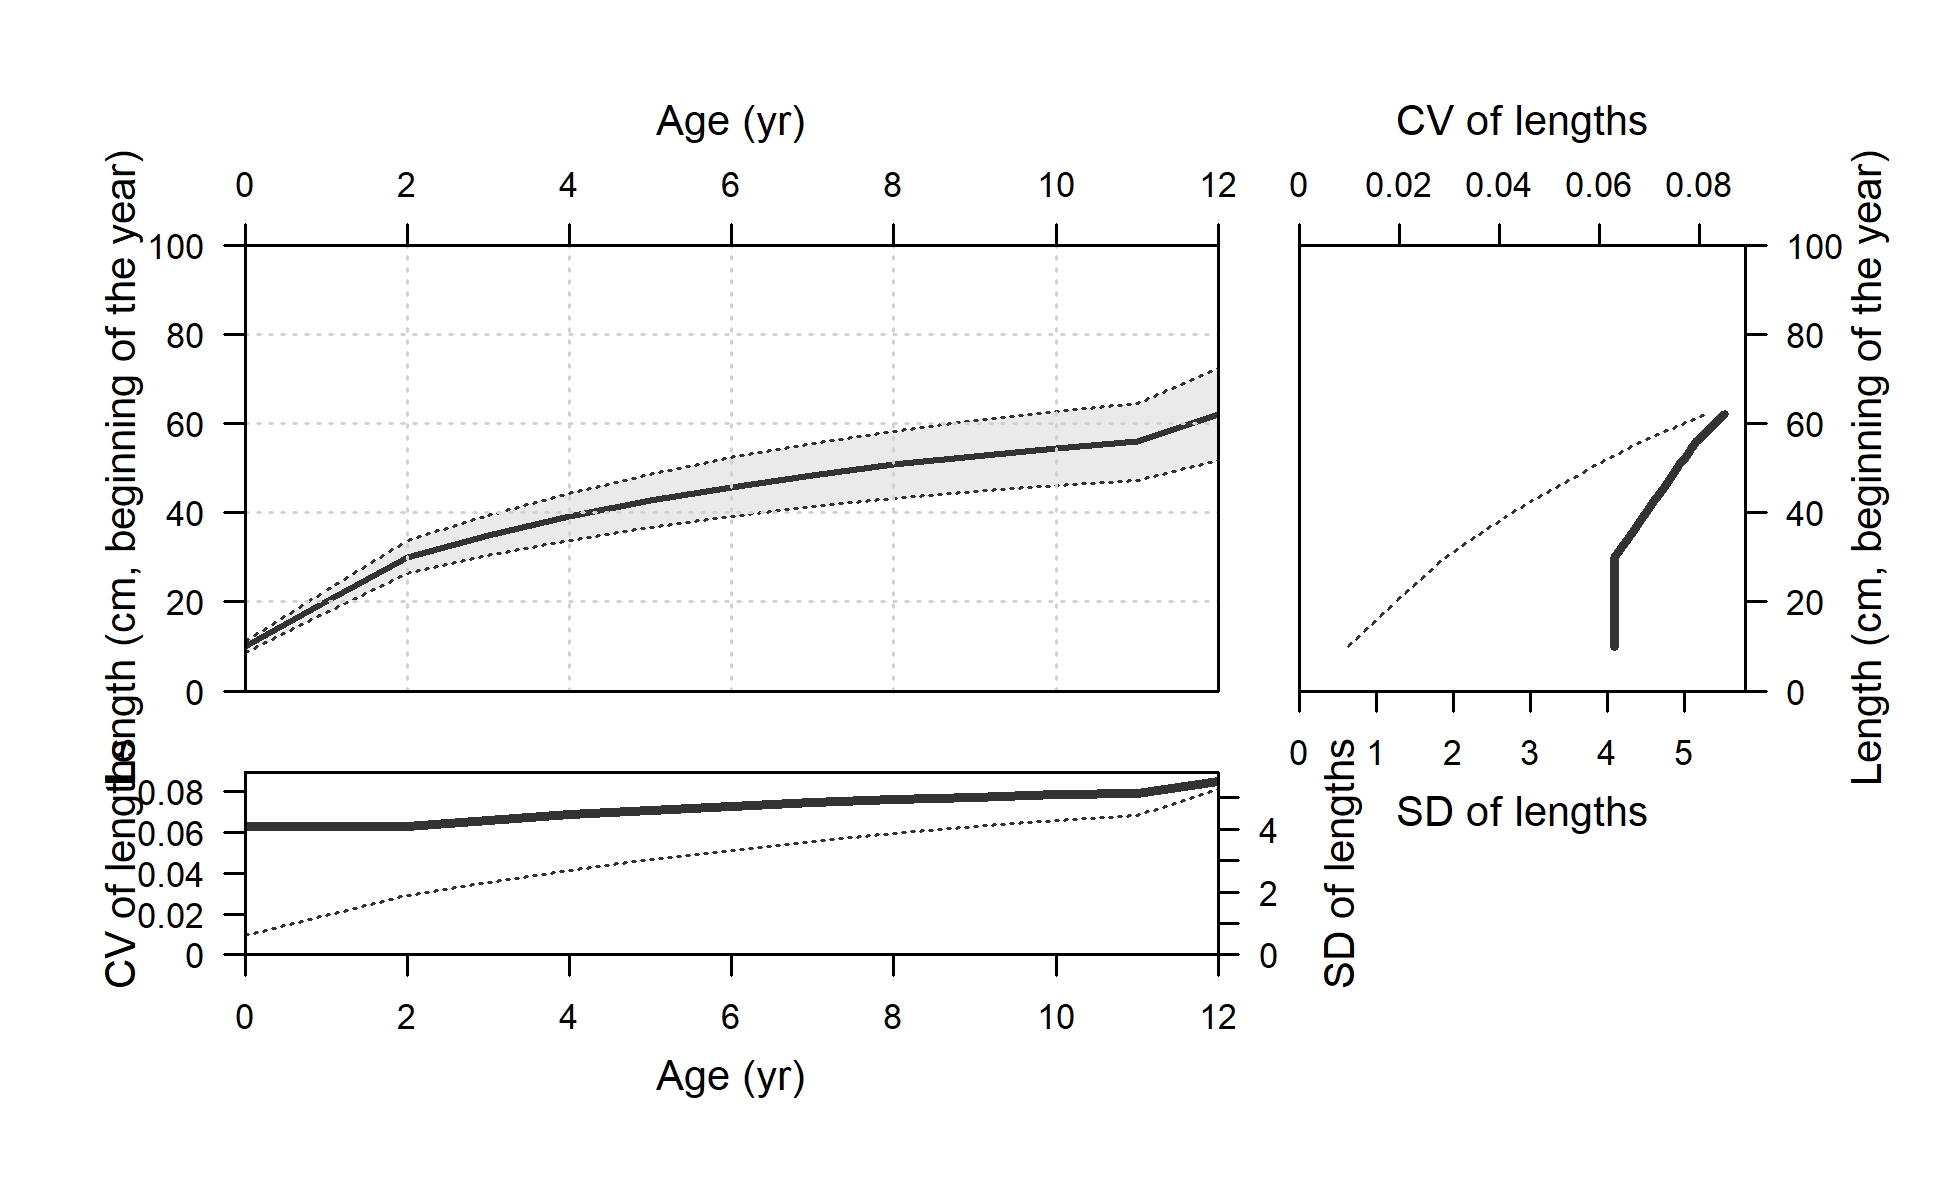 Age (yr)
0 2 4 6 8 10 12
Length (cm, beginning of the year)
100
80
60
40
20
0
CV of lengths
0 0.02 0.04 0.06 0.08
100
80
60
40
20
0
Length (cm, beginning of the year)
0 1 2 3 4 5
SD of lengths
CV of lengths
0.08
0.06
0.04
0.02
0
4
2
0
SD of lengths
0 2 4 6 8 10 12
Age (yr)